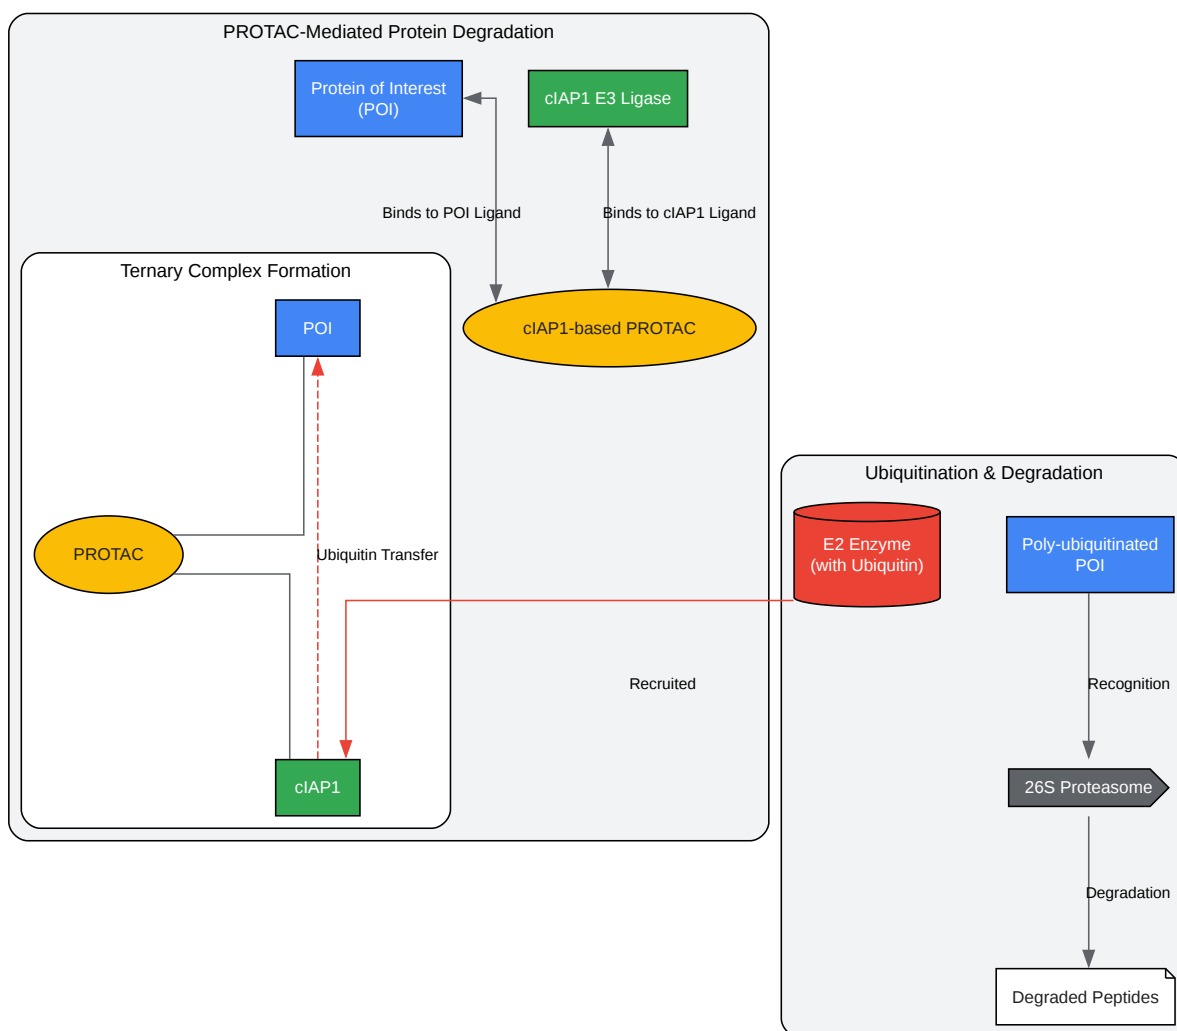 PROTAC-Mediated Protein Degradation
Protein of Interest
(POI)
cIAP1 E3 Ligase
Binds to POI Ligand
Binds to cIAP1 Ligand
cIAP1-based PROTAC
Ternary Complex Formation
POI
PROTAC
Ubiquitin Transfer
cIAP1
Recruited
Ubiquitination & Degradation
E2 Enzyme
(with Ubiquitin)
Poly-ubiquitinated
POI
Recognition
26S Proteasome
Degradation
Degraded Peptides